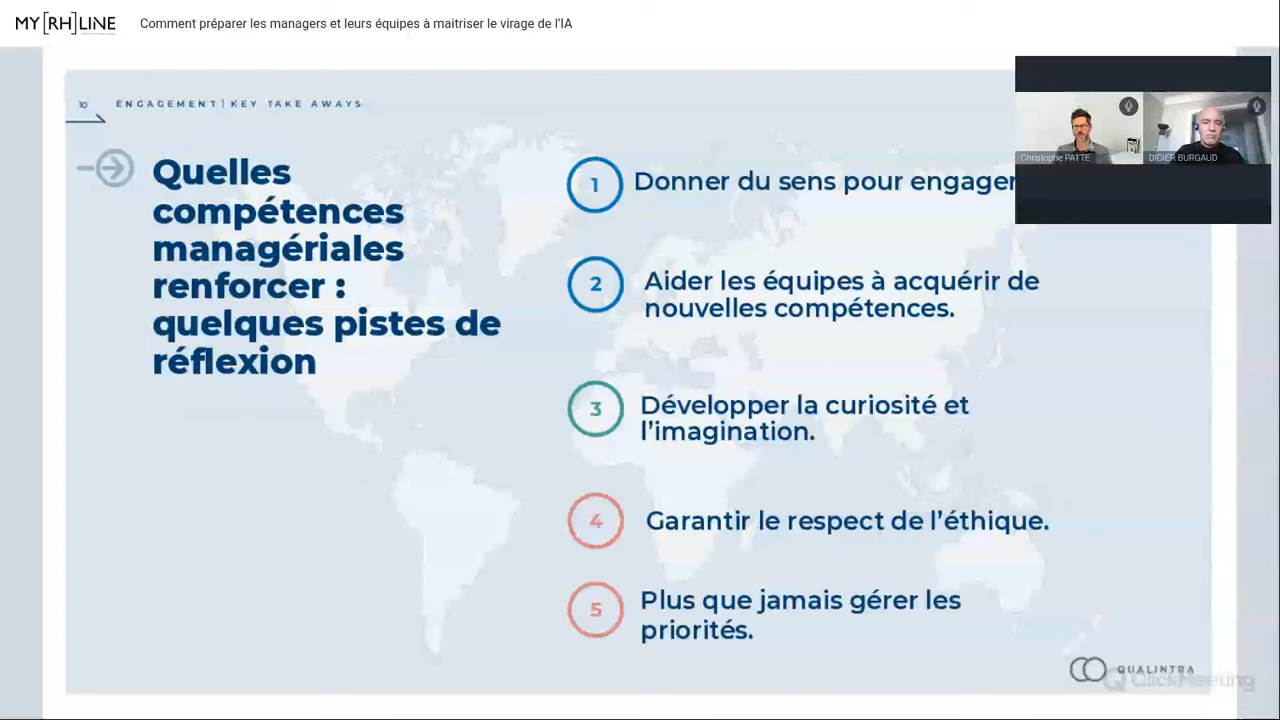 MY[RH]LINE
Comment préparer les managers et leurs équipes à maitriser le virage de l'IA
10
ENGAGEMENT | KEY TAKE AWAYS
Quelles
compétences
managériales
renforcer :
quelques pistes de
réflexion
1
Donner du sens pour engager
2
Aider les équipes à acquérir de
nouvelles compétences.
3
Développer la curiosité et
l'imagination.
4
Garantir le respect de l'éthique.
5
Plus que jamais gérer les
priorités.
Christophe PATTE
DIDIER BURGAUD
QUALINTRA
ClickMeeting